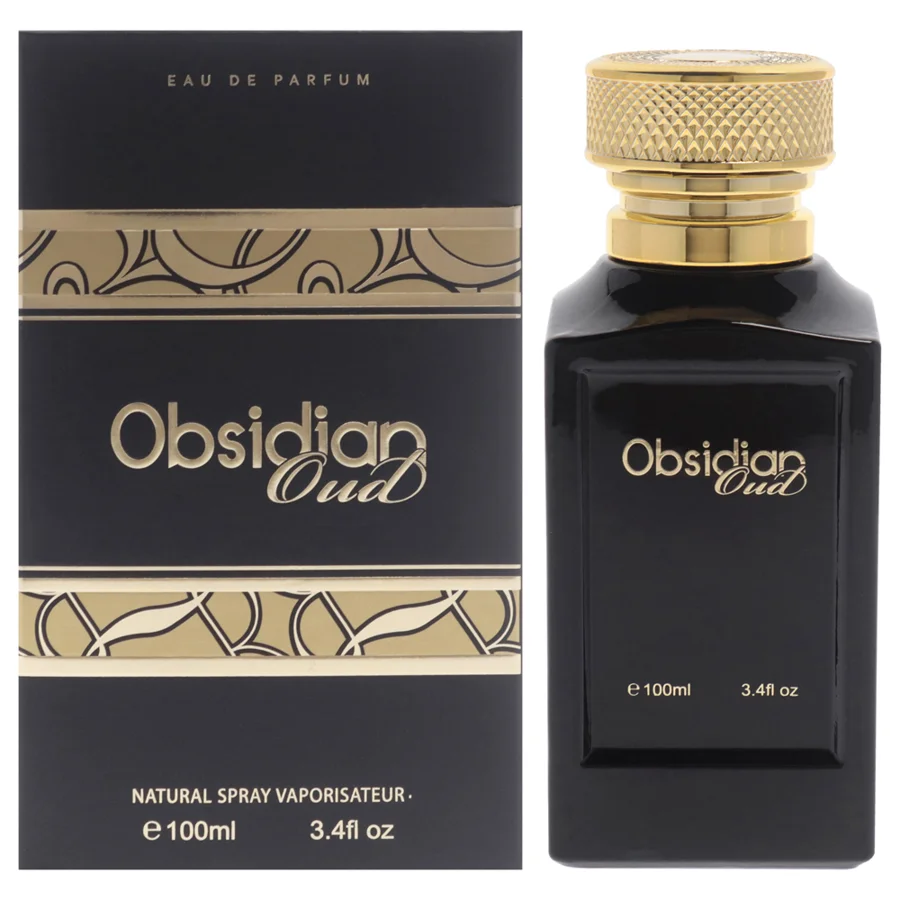 EAU DE PARFUM
Obsidian
Oud
NATURAL SPRAY VAPORISATEUR.
℮100ml 3.4fl oz
Obsidian
Oud
℮100ml 3.4fl oz